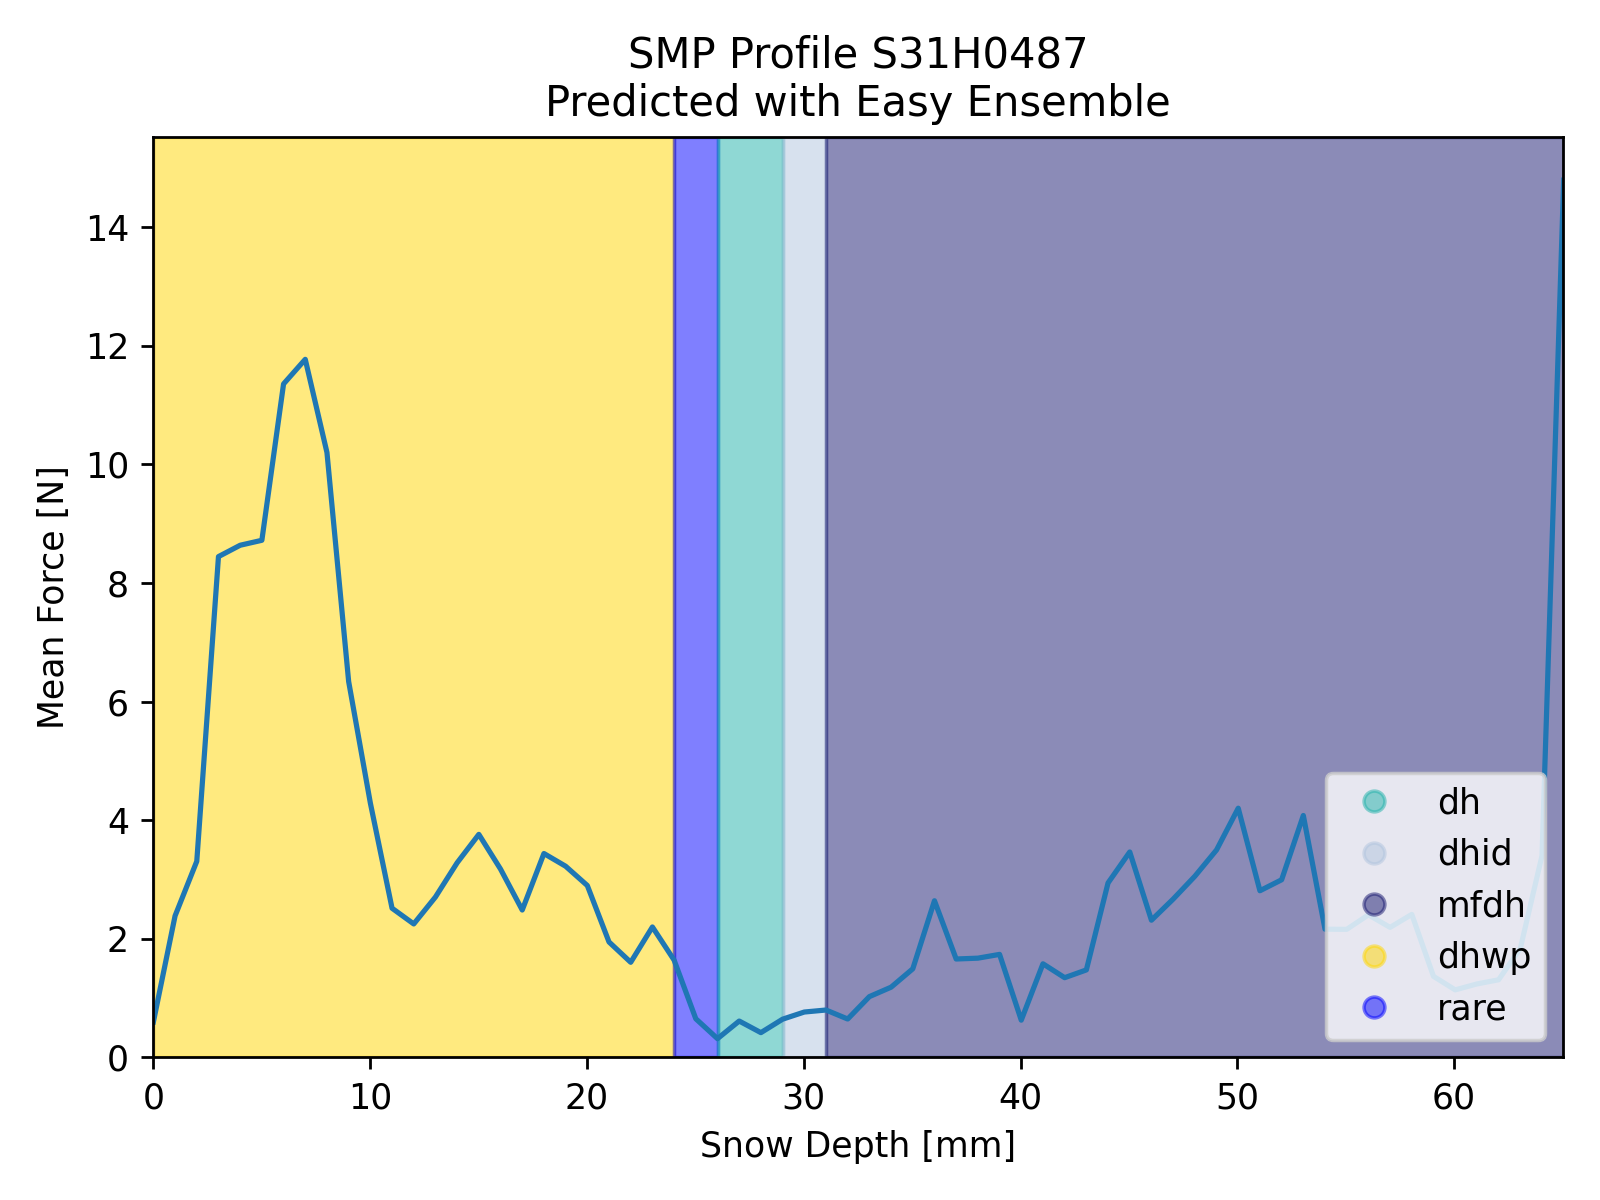 SMP Profile S31H0487
Predicted with Easy Ensemble
14
12
10
8
6
4
2
0
Mean Force [N]
0 10 20 30 40 50 60
Snow Depth [mm]
dh
dhid
mfdh
dhwp
rare